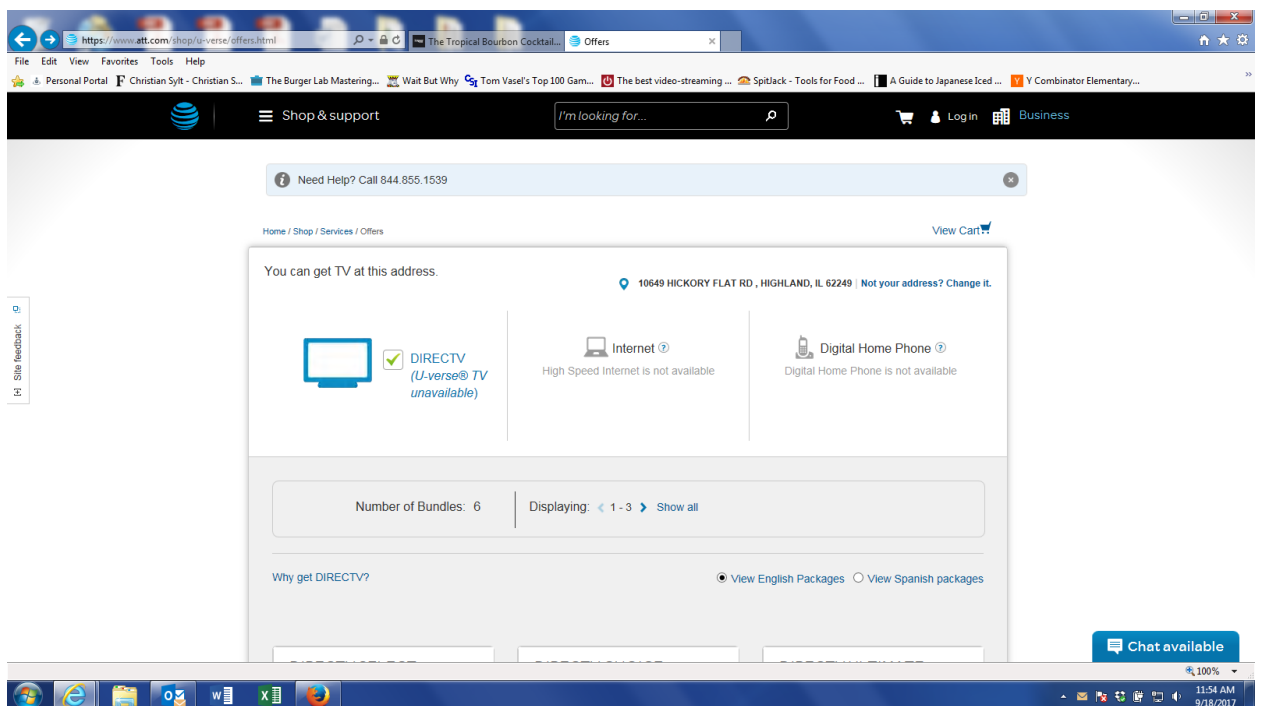 https://www.att.com/shop/u-verse/offers.html
The Tropical Bourbon Cocktail...
Offers
File Edit View Favorites Tools Help
Personal Portal
Christian Sylt - Christian S...
The Burger Lab Mastering...
Wait But Why
Tom Vasel's Top 100 Gam...
The best video-streaming ...
SpitJack - Tools for Food ...
A Guide to Japanese Iced ...
Y Combinator Elementary...
Shop & support
I'm looking for...
Log in
Business
Need Help? Call 844.855.1539
Home / Shop / Services / Offers
View Cart
You can get TV at this address.
10649 HICKORY FLAT RD , HIGHLAND, IL 62249 | Not your address? Change it.
Site feedback
DIRECTV
(U-verse® TV
unavailable)
Internet
High Speed Internet is not available
Digital Home Phone
Digital Home Phone is not available
Number of Bundles: 6
Displaying: < 1 - 3 > Show all
Why get DIRECTV?
View English Packages
View Spanish packages
Chat available
100%
11:54 AM
9/18/2017